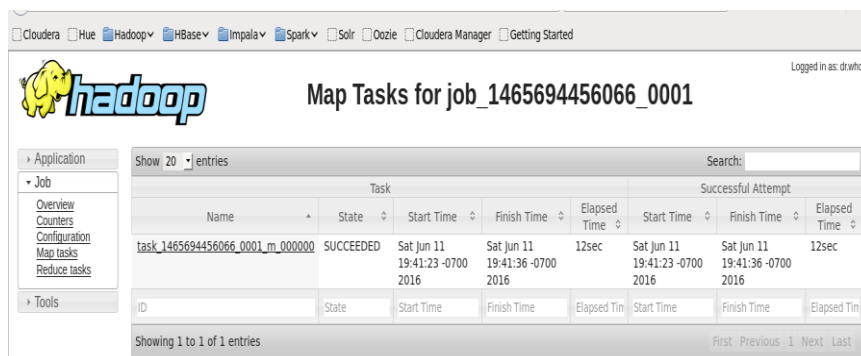 Cloudera Hue Hadoop HBase Impala Spark Solr Oozie Cloudera Manager Getting Started
Logged in as: dr.who
hadoop
Map Tasks for job_1465694456066_0001
Application
Job
Overview
Counters
Configuration
Map tasks
Reduce tasks
Tools
Show 20 entries
Search:
Task Successful Attempt
Name State Start Time Finish Time Elapsed Time Start Time Finish Time Elapsed Time
task_1465694456066_0001_m_000000 SUCCEEDED Sat Jun 11 19:41:23 -0700 2016 Sat Jun 11 19:41:36 -0700 2016 12sec Sat Jun 11 19:41:23 -0700 2016 Sat Jun 11 19:41:36 -0700 2016 12sec
ID State Start Time Finish Time Elapsed Tim Start Time Finish Time Elapsed Tim
Showing 1 to 1 of 1 entries
First Previous 1 Next Last